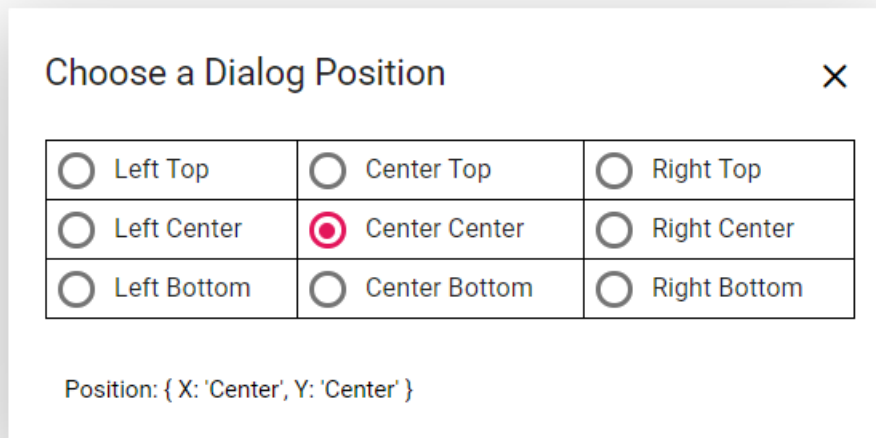 Choose a Dialog Position
Left Top Center Top Right Top
Left Center Center Center Right Center
Left Bottom Center Bottom Right Bottom
Position: { X: 'Center', Y: 'Center' }